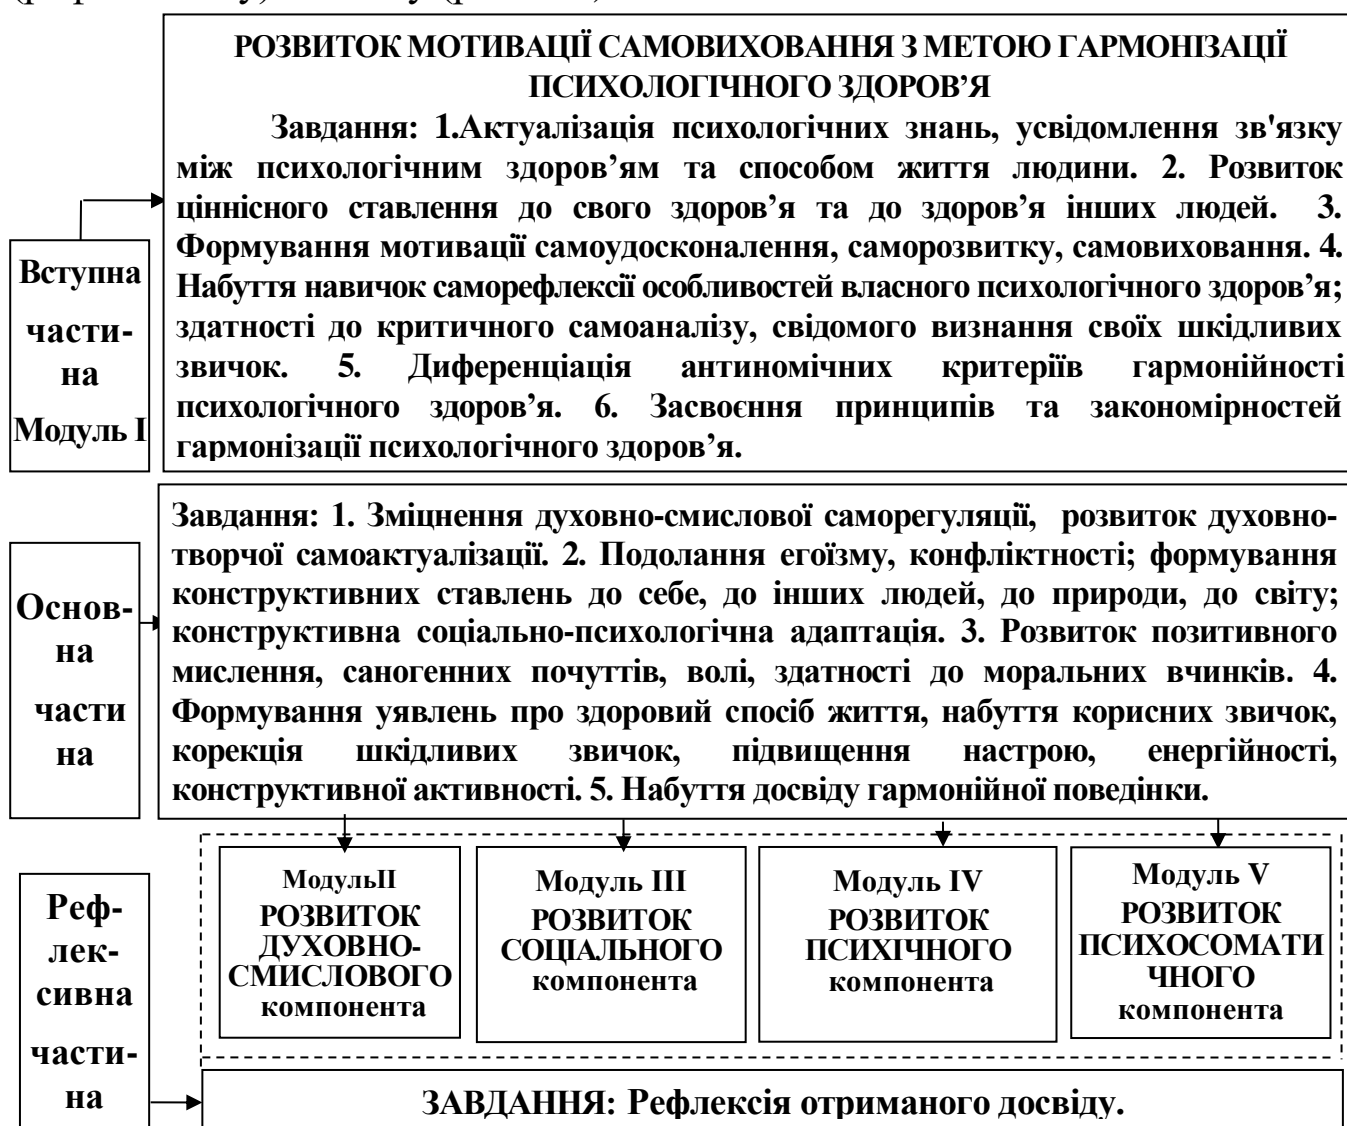 РОЗВИТОК МОТИВАЦІЇ САМОВИХОВАННЯ З МЕТОЮ ГАРМОНІЗАЦІЇ
ПСИХОЛОГІЧНОГО ЗДОРОВ’Я
Завдання: 1.Актуалізація психологічних знань, усвідомлення зв'язку
між психологічним здоров’ям та способом життя людини. 2. Розвиток
ціннісного ставлення до свого здоров’я та до здоров’я інших людей. 3.
Формування мотивації самоудосконалення, саморозвитку, самовиховання. 4.
Набуття навичок саморефлексії особливостей власного психологічного здоров’я;
здатності до критичного самоаналізу, свідомого визнання своїх шкідливих
звичок. 5. Диференціація антиномічних критеріїв гармонійності
психологічного здоров’я. 6. Засвоєння принципів та закономірностей
гармонізації психологічного здоров’я.
Вступна
части-
на
Модуль І
Завдання: 1. Зміцнення духовно-смислової саморегуляції, розвиток духовно-
творчої самоактуалізації. 2. Подолання егоїзму, конфліктності; формування
конструктивних ставлень до себе, до інших людей, до природи, до світу;
конструктивна соціально-психологічна адаптація. 3. Розвиток позитивного
мислення, саногенних почуттів, волі, здатності до моральних вчинків. 4.
Формування уявлень про здоровий спосіб життя, набуття корисних звичок,
корекція шкідливих звичок, підвищення настрою, енергійності,
конструктивної активності. 5. Набуття досвіду гармонійної поведінки.
Основ-
на
части
на
МодульІІ
РОЗВИТОК
ДУХОВНО-
СМИСЛОВОГО
компонента
Модуль ІІІ
РОЗВИТОК
СОЦІАЛЬНОГО
компонента
Модуль ІV
РОЗВИТОК
ПСИХІЧНОГО
компонента
Модуль V
РОЗВИТОК
ПСИХОСОМАТИ
ЧНОГО
компонента
Реф-
лек-
сивна
части-
на
ЗАВДАННЯ: Рефлексія отриманого досвіду.